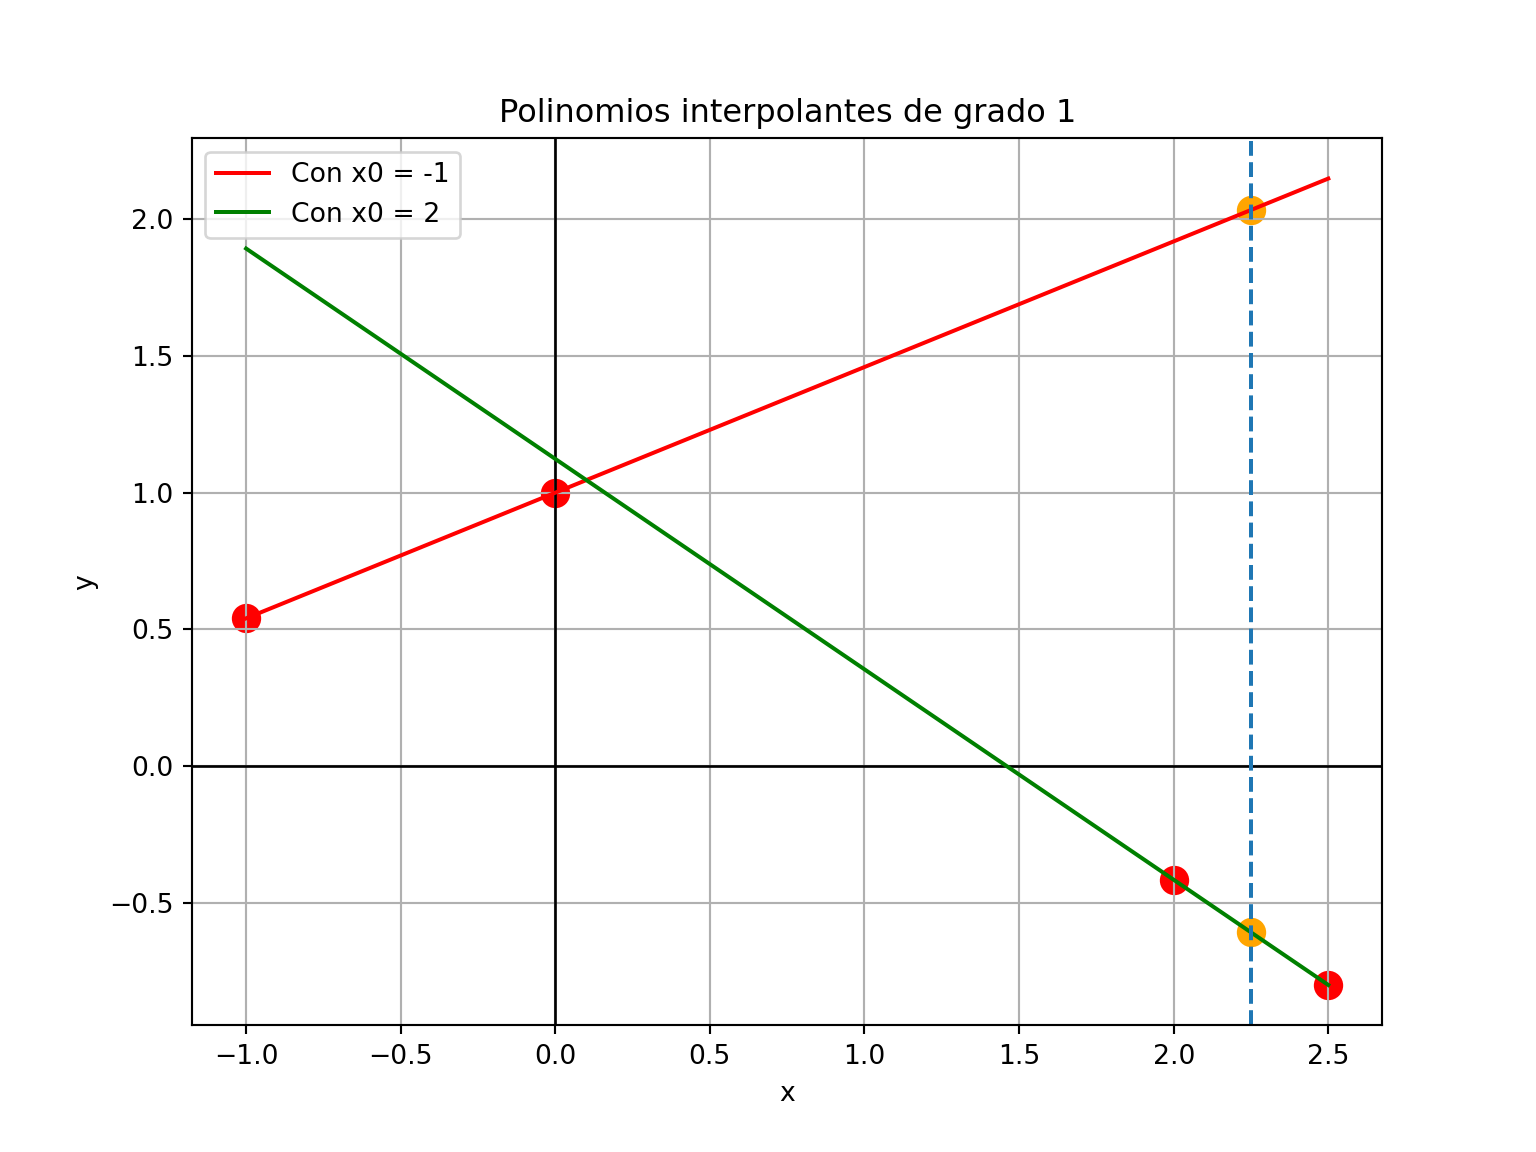 Polinomios interpolantes de grado 1
Con x0 = -1
Con x0 = 2
2.0
1.5
1.0
0.5
0.0
−0.5
y
−1.0 −0.5 0.0 0.5 1.0 1.5 2.0 2.5
x